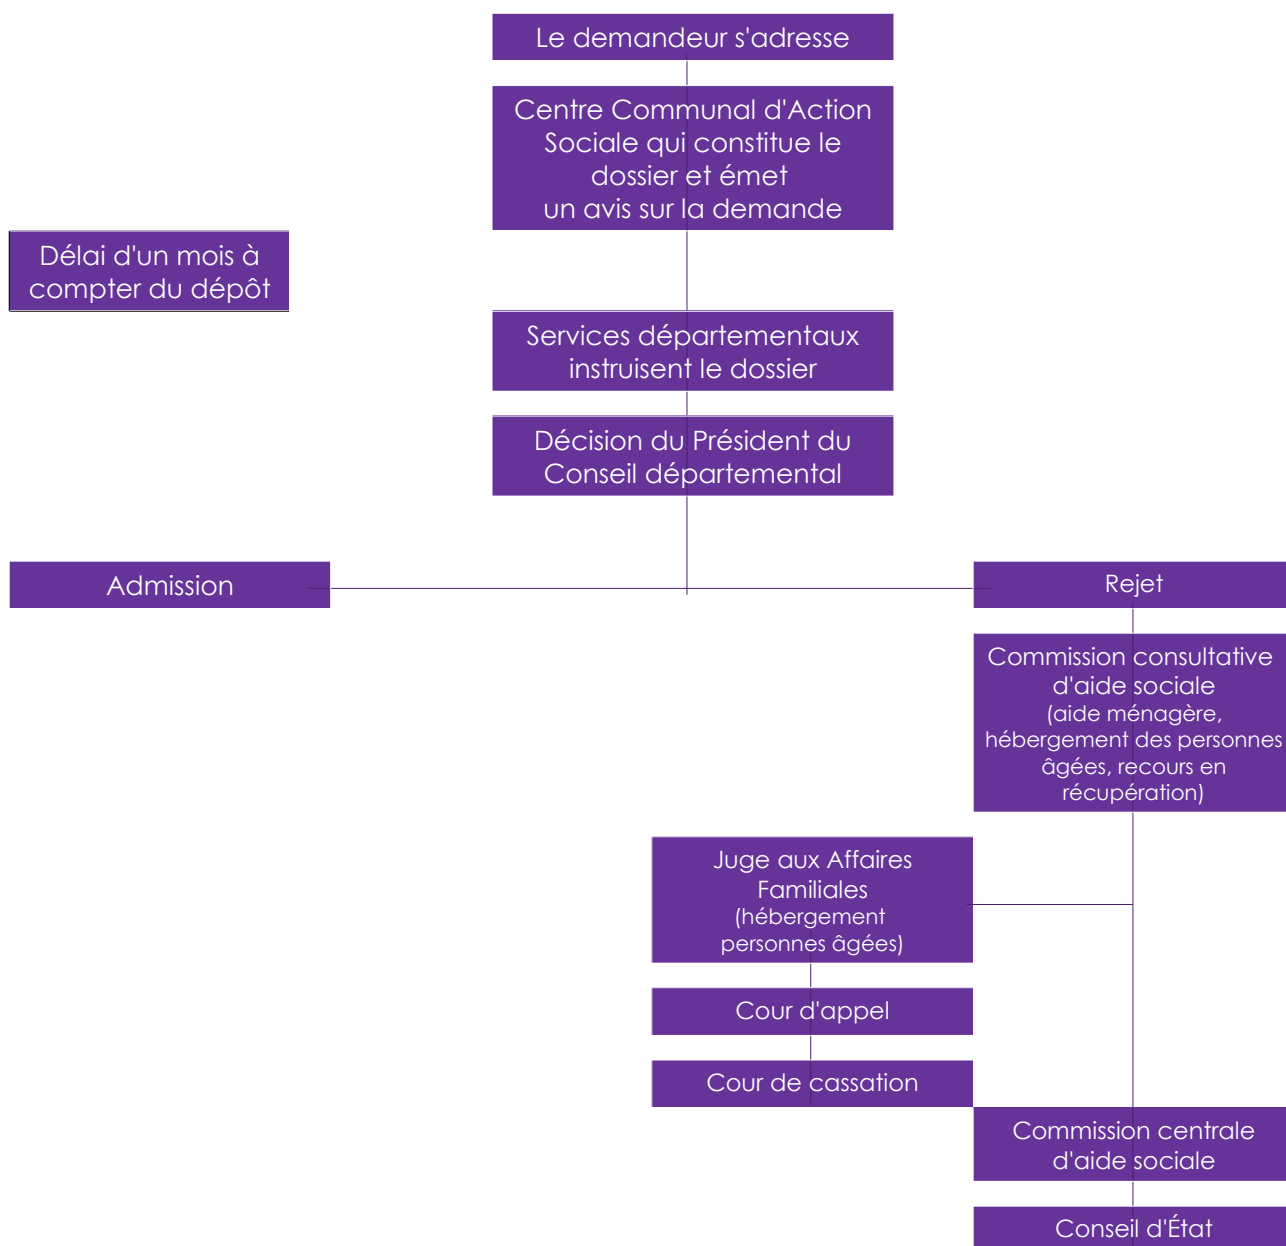 Le demandeur s'adresse
Centre Communal d'Action
Sociale qui constitue le
dossier et émet
un avis sur la demande
Délai d'un mois à
compter du dépôt
Services départementaux
instruisent le dossier
Décision du Président du
Conseil départemental
Admission
Rejet
Commission consultative
d'aide sociale
(aide ménagère,
hébergement des personnes
âgées, recours en
récupération)
Juge aux Affaires
Familiales
(hébergement
personnes âgées)
Cour d'appel
Cour de cassation
Commission centrale
d'aide sociale
Conseil d'État